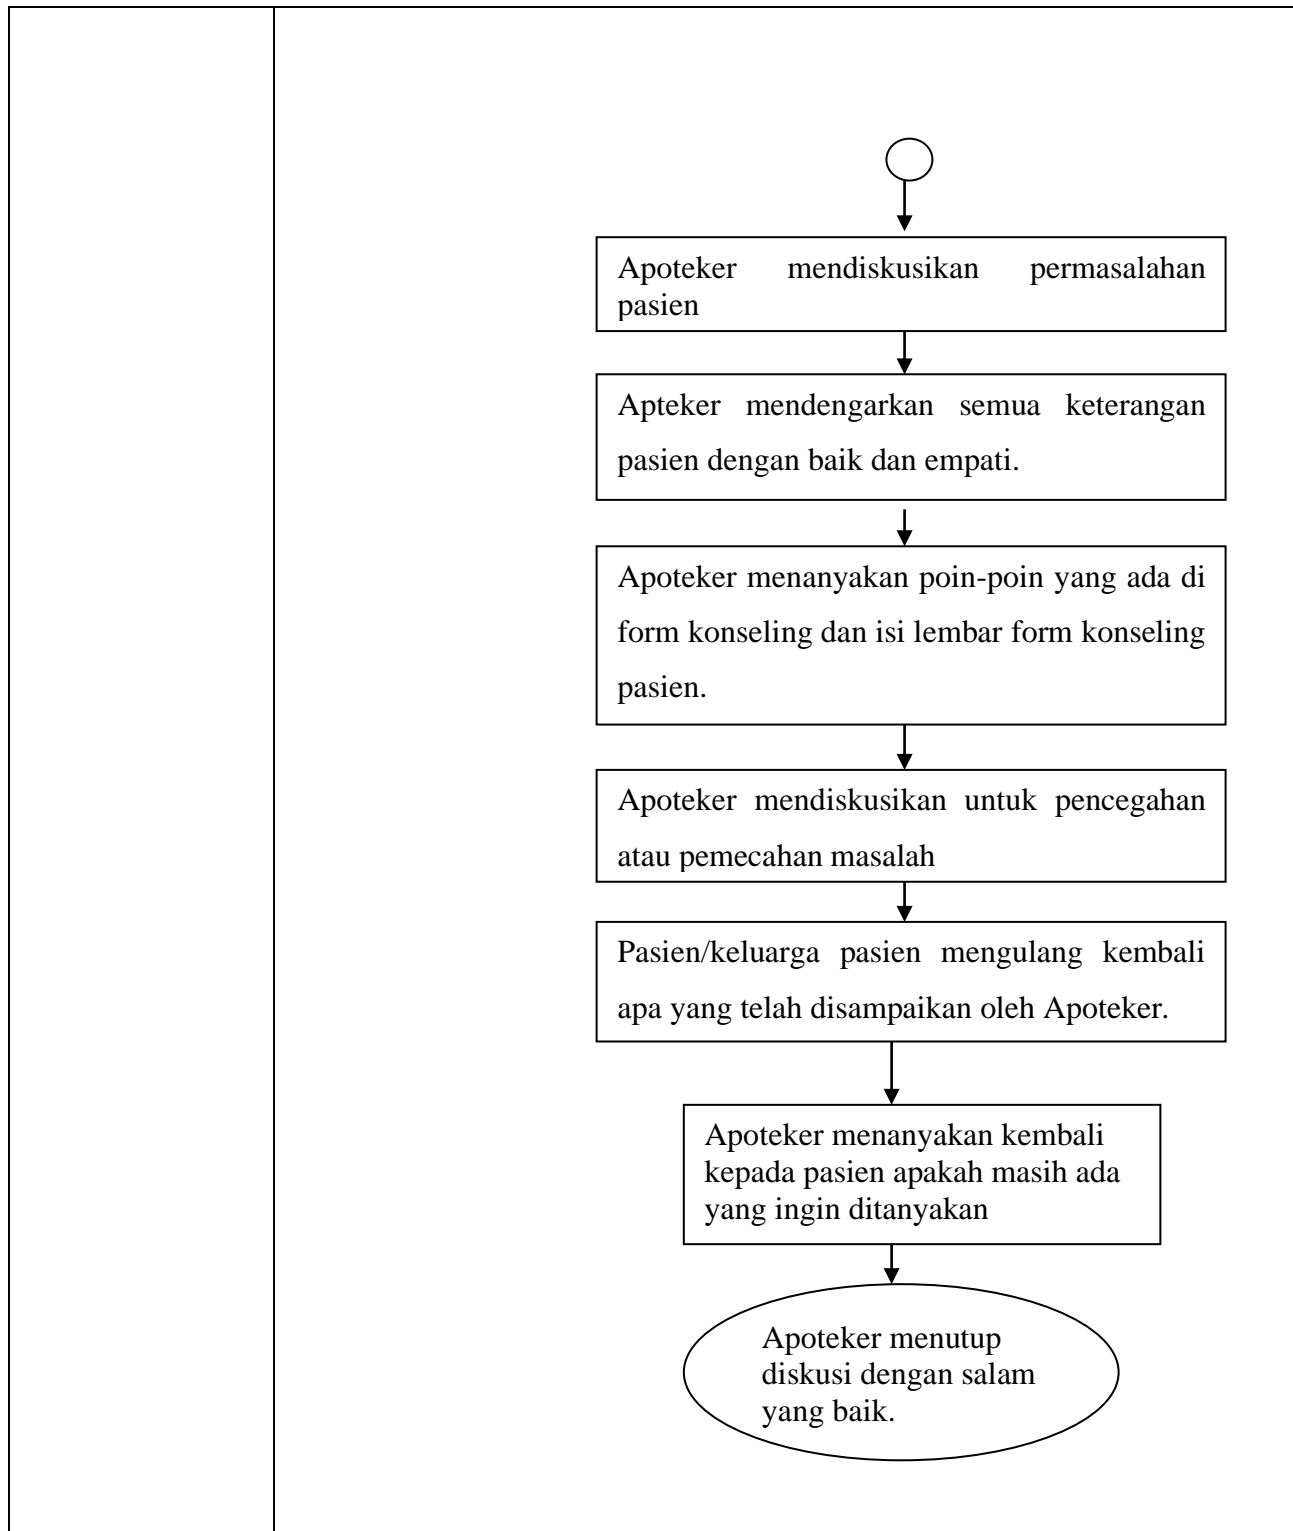 Apoteker mendiskusikan permasalahan
pasien
Apteker mendengarkan semua keterangan
pasien dengan baik dan empati.
Apoteker menanyakan poin-poin yang ada di
form konseling dan isi lembar form konseling
pasien.
Apoteker mendiskusikan untuk pencegahan
atau pemecahan masalah
Pasien/keluarga pasien mengulang kembali
apa yang telah disampaikan oleh Apoteker.
Apoteker menanyakan kembali
kepada pasien apakah masih ada
yang ingin ditanyakan
Apoteker menutup
diskusi dengan salam
yang baik.